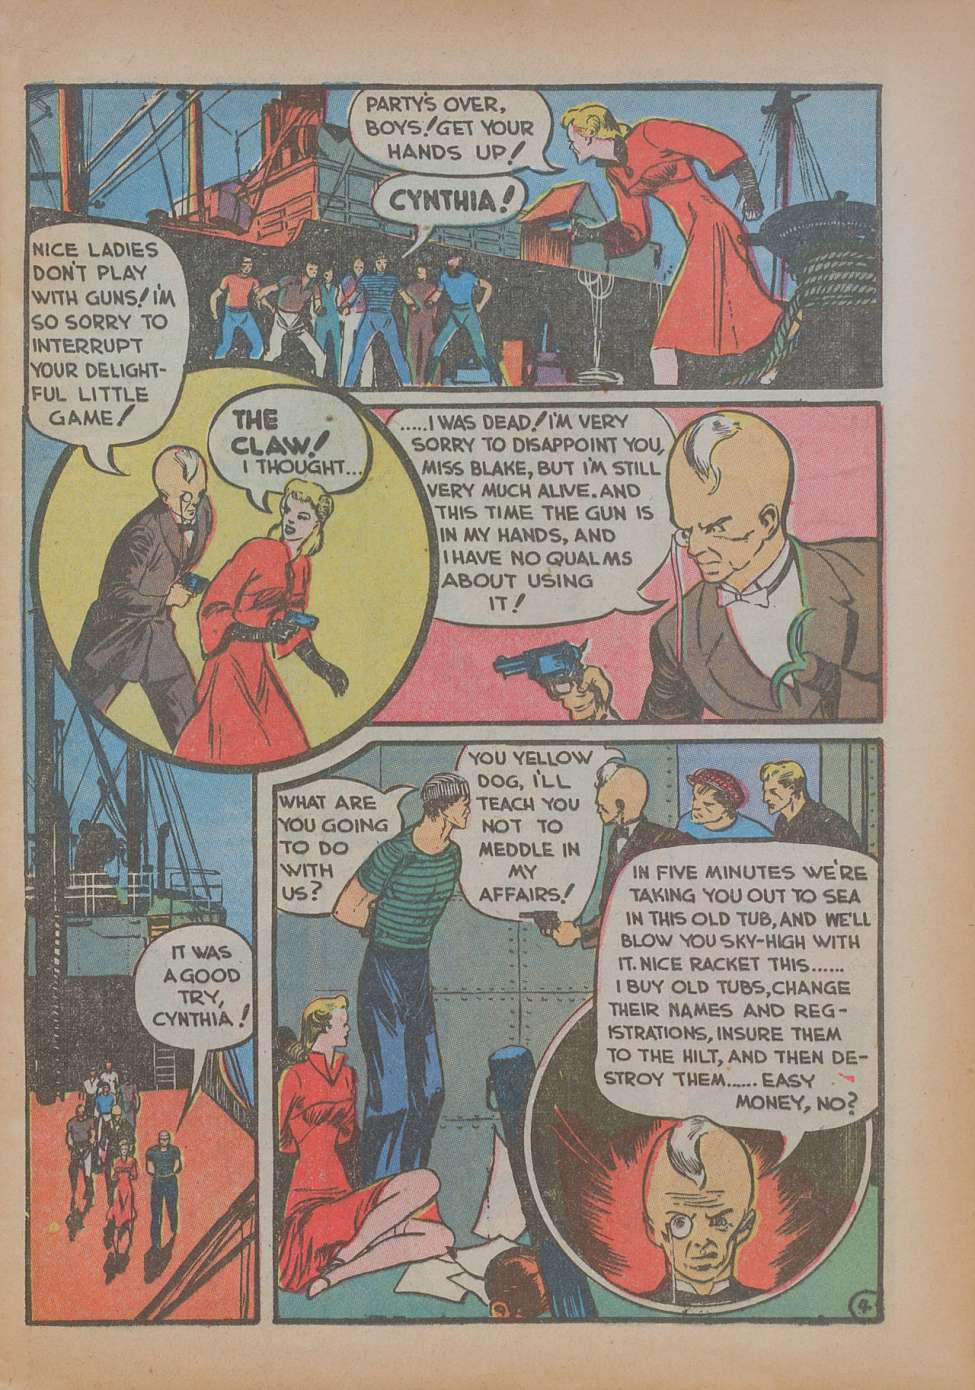 PARTY'S OVER,
BOYS! GET YOUR
HANDS UP!
CYNTHIA!
NICE LADIES
DON'T PLAY
WITH GUNS! I'M
SO SORRY TO
INTERRUPT
YOUR DELIGHT-
FUL LITTLE
GAME!
THE
CLAW!
I THOUGHT...
.....I WAS DEAD! I'M VERY
SORRY TO DISAPPOINT YOU,
MISS BLAKE, BUT I'M STILL
VERY MUCH ALIVE. AND
THIS TIME THE GUN IS
IN MY HANDS, AND
I HAVE NO QUALMS
ABOUT USING
IT!
IT WAS
A GOOD
TRY,
CYNTHIA!
WHAT ARE
YOU GOING
TO DO
WITH
US?
YOU YELLOW
DOG, I'LL
TEACH YOU
NOT TO
MEDDLE IN
MY
AFFAIRS!
IN FIVE MINUTES WE'RE
TAKING YOU OUT TO SEA
IN THIS OLD TUB, AND WE'LL
BLOW YOU SKY-HIGH WITH
IT. NICE RACKET THIS......
I BUY OLD TUBS, CHANGE
THEIR NAMES AND REG-
ISTRATIONS, INSURE THEM
TO THE HILT, AND THEN DE-
STROY THEM...... EASY
MONEY, NO?
4